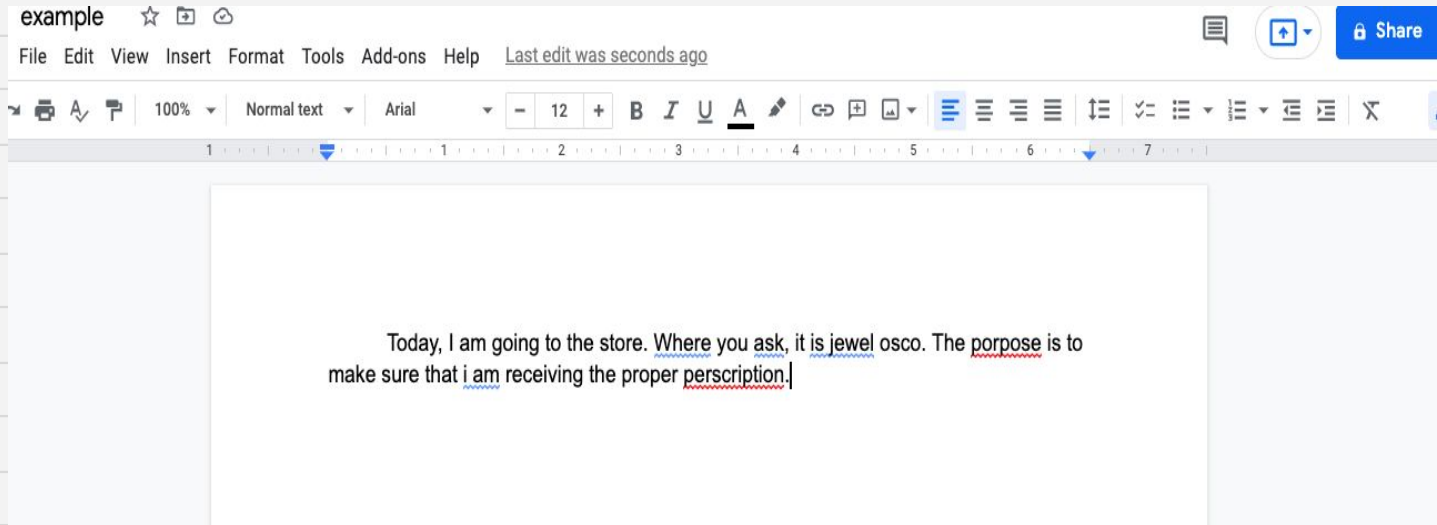 example
Share
File Edit View Insert Format Tools Add-ons Help Last edit was seconds ago
100% Normal text Arial - 12 + B I U A
1 1 2 3 4 5 6 7
Today, I am going to the store. Where you ask, it is jewel osco. The porpose is to
make sure that i am receiving the proper perscription.